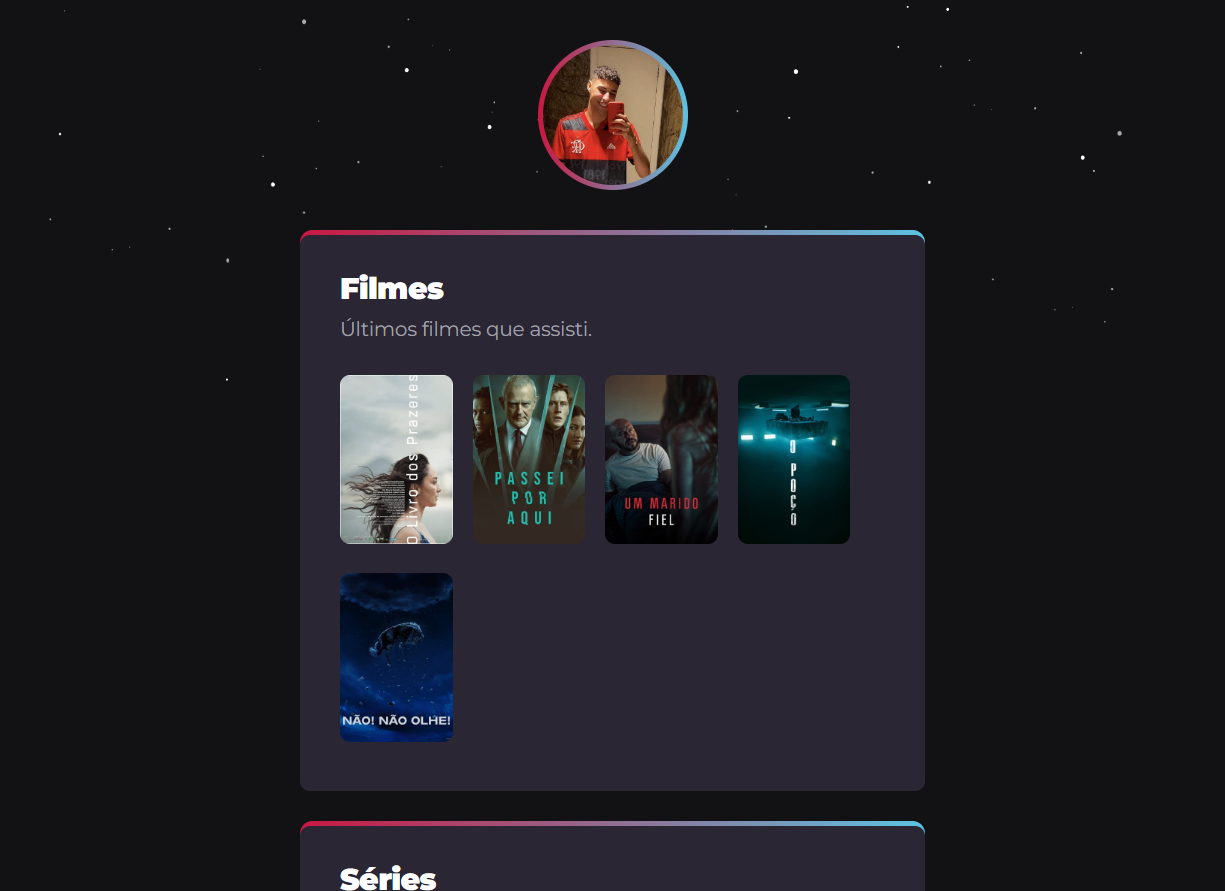 Filmes
Últimos filmes que assisti.
O Livro dos Prazeres
PASSEI
POR
AQUI
UM MARIDO
FIEL
O POÇO
NÃO! NÃO OLHE!
Séries